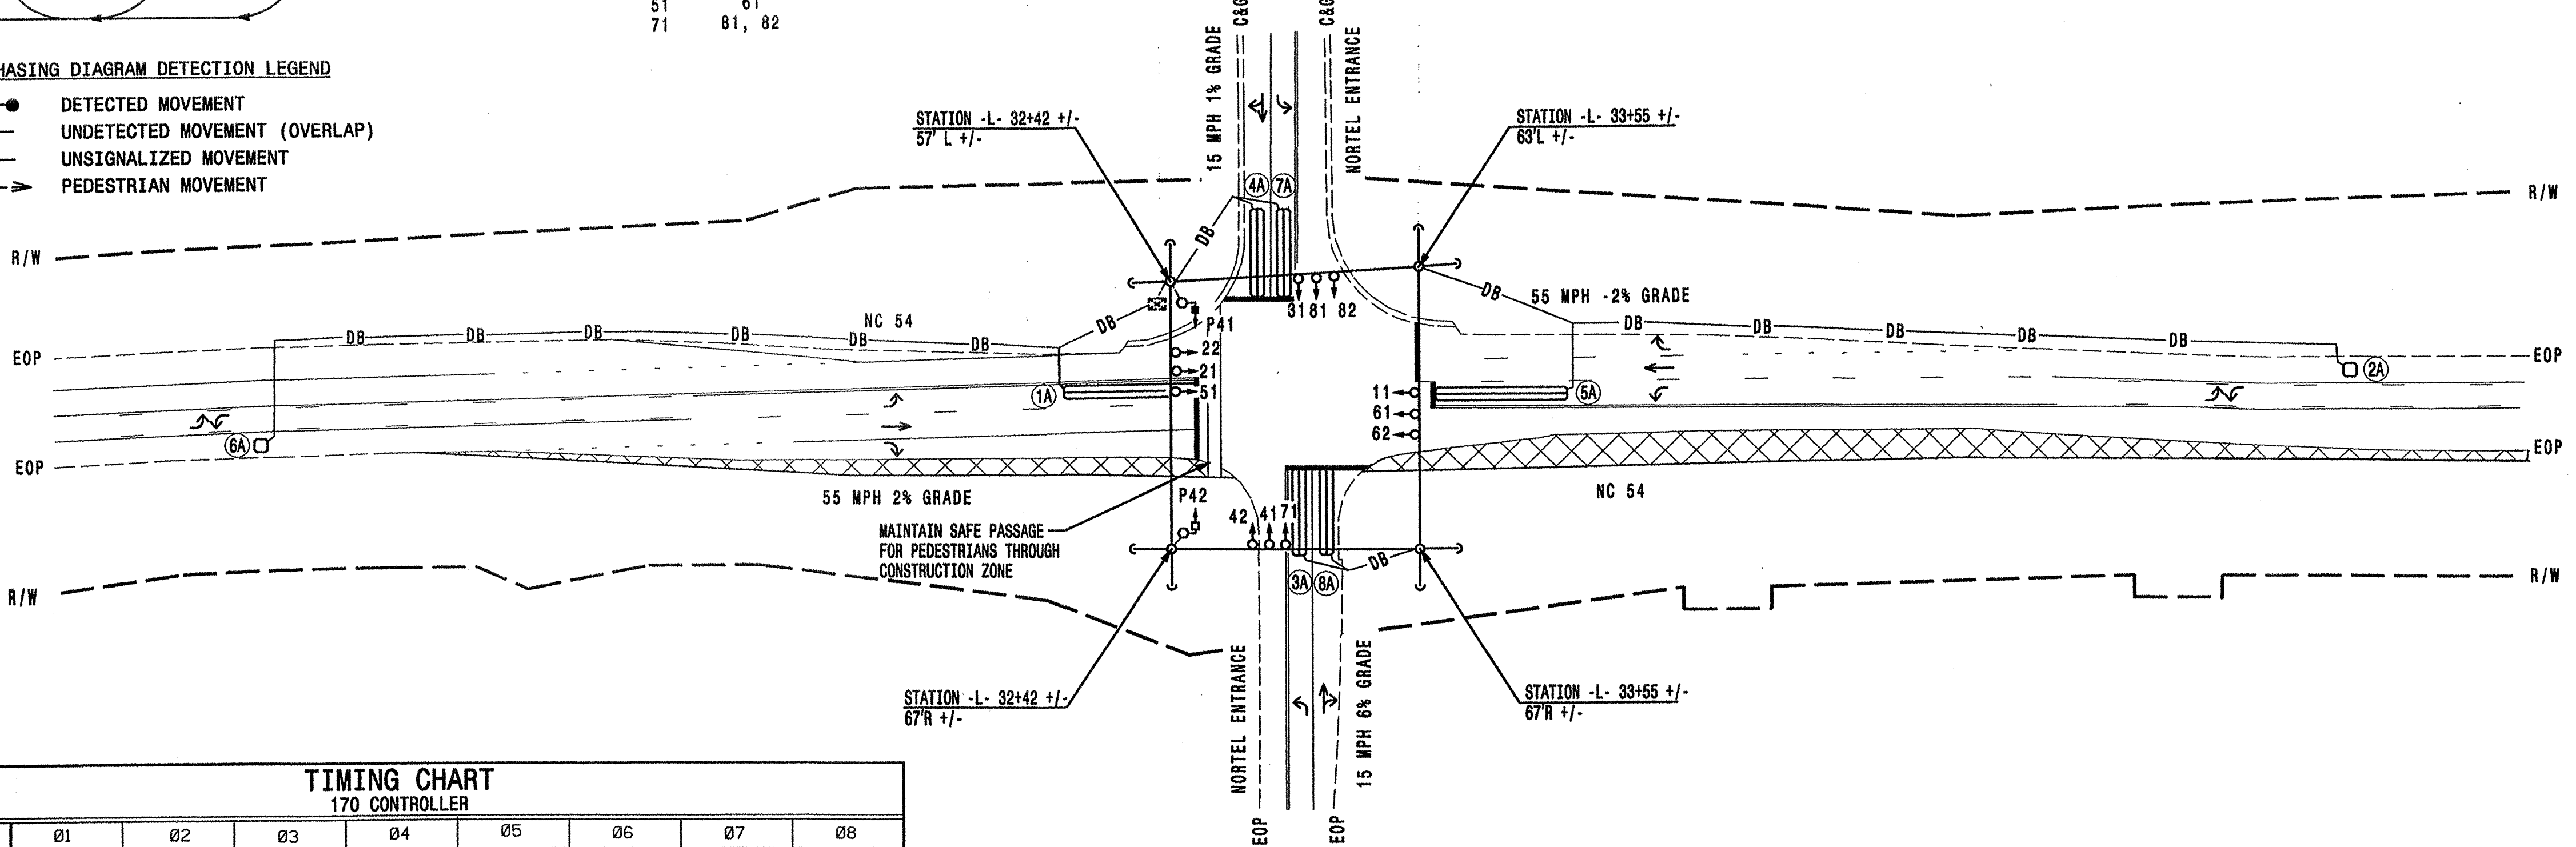 51 61
71 81, 82
HASING DIAGRAM DETECTION LEGEND
DETECTED MOVEMENT
UNDETECTED MOVEMENT (OVERLAP)
UNSIGNALIZED MOVEMENT
PEDESTRIAN MOVEMENT
C&G
C&G
15 MPH 1% GRADE
NORTEL ENTRANCE
STATION -L- 32+42 +/-
57' L +/-
STATION -L- 33+55 +/-
63'L +/-
4A 7A
R/W
R/W
R/W
DB
DB
55 MPH -2% GRADE
31 81 82
NC 54
DB
P41
DB DB DB DB DB DB
DB DB DB DB DB
EOP
EOP
22
21
51
1A
5A
2A
11
61
62
6A
EOP
EOP
55 MPH 2% GRADE
P42
NC 54
MAINTAIN SAFE PASSAGE
FOR PEDESTRIANS THROUGH
CONSTRUCTION ZONE
42 41 71
DB
3A 8A
R/W
R/W
NORTEL ENTRANCE
15 MPH 6% GRADE
STATION -L- 32+42 +/-
67'R +/-
STATION -L- 33+55 +/-
67'R +/-
EOP
EOP
TIMING CHART
170 CONTROLLER
Ø1 Ø2 Ø3 Ø4 Ø5 Ø6 Ø7 Ø8